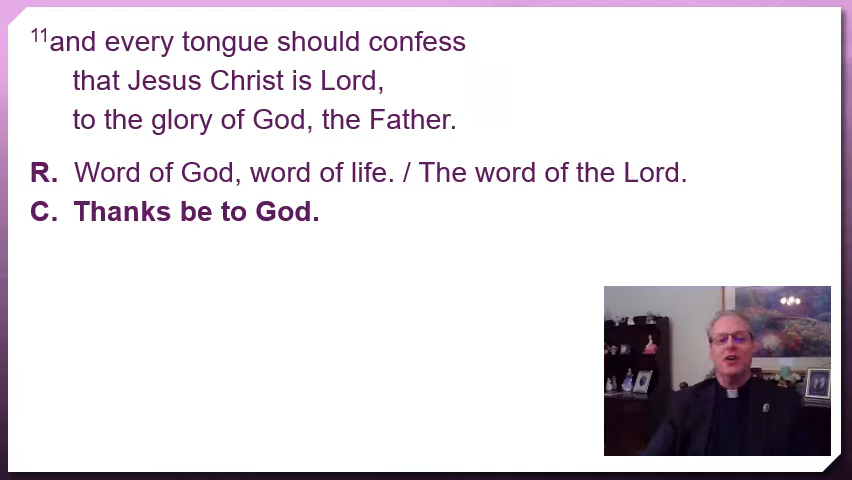 11and every tongue should confess
that Jesus Christ is Lord,
to the glory of God, the Father.
R. Word of God, word of life. / The word of the Lord.
C. Thanks be to God.